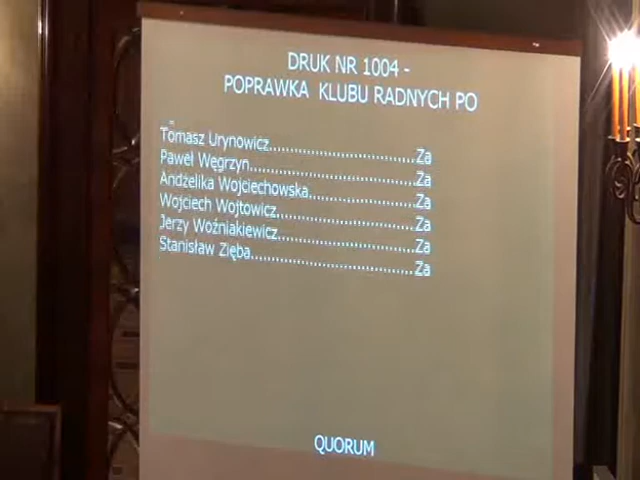 DRUK NR 1004 -
POPRAWKA KLUBU RADNYCH PO
Tomasz Urynowicz..................................Za
Paweł Węgrzyn.......................................Za
Andżelika Wojciechowska.........................Za
Wojciech Wojtowicz.................................Za
Jerzy Woźniakiewicz.................................Za
Stanisław Zięba.......................................Za
QUORUM